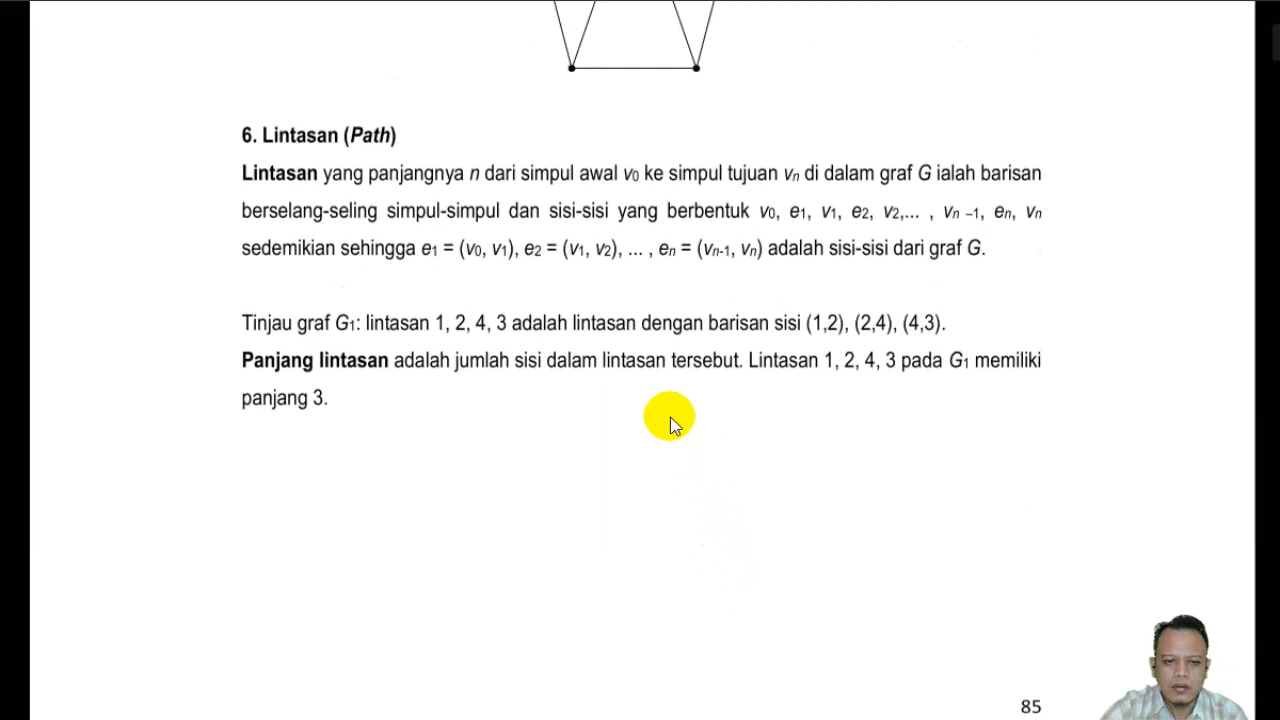 6. Lintasan (Path)
Lintasan yang panjangnya n dari simpul awal v0 ke simpul tujuan vn di dalam graf G ialah barisan
berselang-seling simpul-simpul dan sisi-sisi yang berbentuk v0, e1, v1, e2, v2,... , vn –1, en, vn
sedemikian sehingga e1 = (v0, v1), e2 = (v1, v2), ... , en = (vn-1, vn) adalah sisi-sisi dari graf G.
Tinjau graf G1: lintasan 1, 2, 4, 3 adalah lintasan dengan barisan sisi (1,2), (2,4), (4,3).
Panjang lintasan adalah jumlah sisi dalam lintasan tersebut. Lintasan 1, 2, 4, 3 pada G1 memiliki
panjang 3.
85